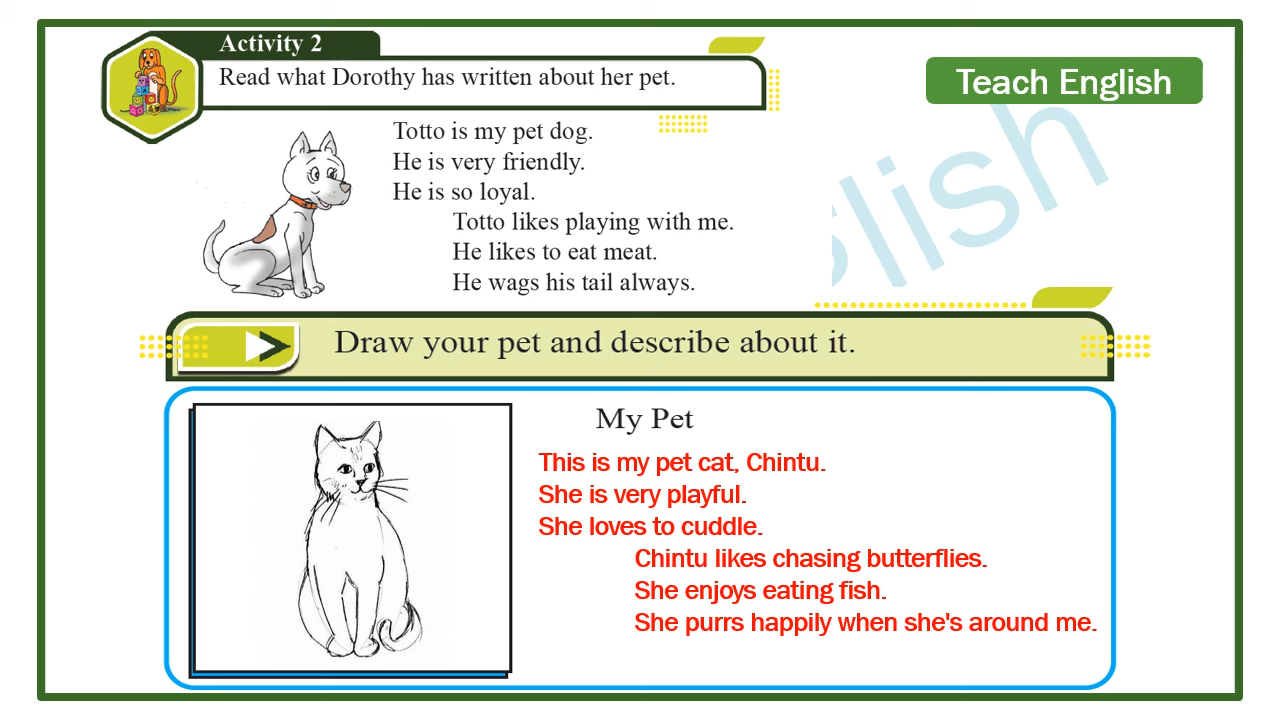 Activity 2
Read what Dorothy has written about her pet.
Teach English
Totto is my pet dog.
He is very friendly.
He is so loyal.
Totto likes playing with me.
He likes to eat meat.
He wags his tail always.
glish
Draw your pet and describe about it.
My Pet
This is my pet cat, Chintu.
She is very playful.
She loves to cuddle.
Chintu likes chasing butterflies.
She enjoys eating fish.
She purrs happily when she's around me.